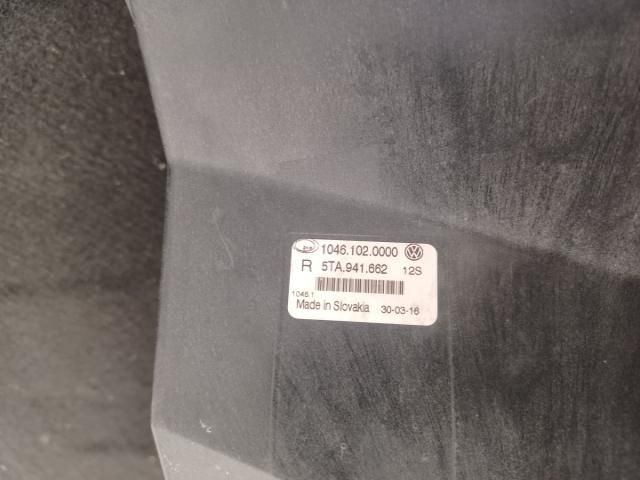 1046.102.0000
R 5TA.941.662 12S
1046.1
Made in Slovakia 30-03-16